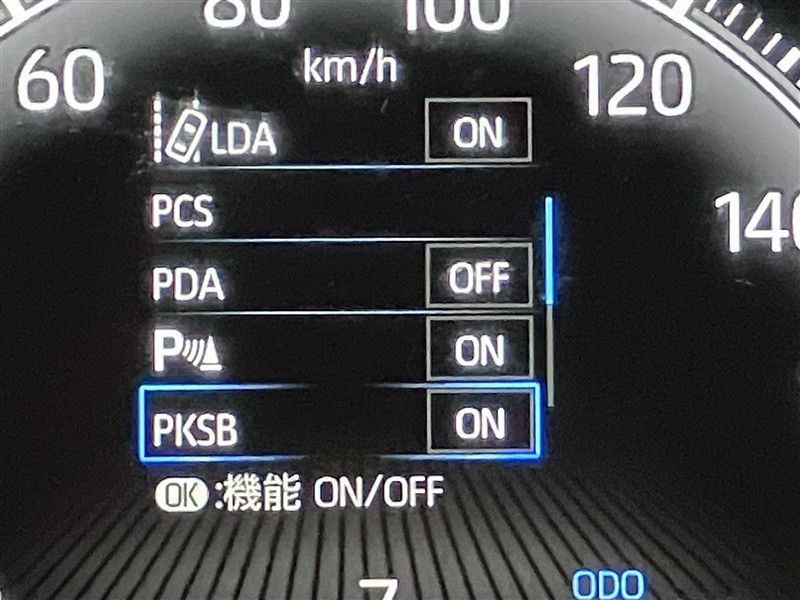 80 100
60 km/h 120
LDA ON
PCS
140
PDA OFF
P ON
PKSB ON
OK:機能 ON/OFF
ODO